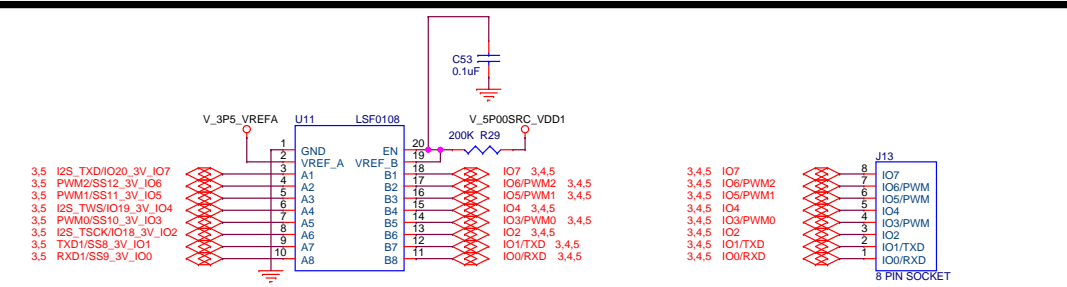 C53
0.1uF
V_3P5_VREFA
U11
LSF0108
V_5P00SRC_VDD1
200K R29
1 GND
2 VREF_A
3 A1
4 A2
5 A3
6 A4
7 A5
8 A6
9 A7
10 A8
EN 20
VREF_B 19
B1 18
B2 17
B3 16
B4 15
B5 14
B6 13
B7 12
B8 11
3,5 I2S_TXD/IO20_3V_IO7
3,5 PWM2/SS12_3V_IO6
3,5 PWM1/SS11_3V_IO5
3,5 I2S_TWS/IO19_3V_IO4
3,5 PWM0/SS10_3V_IO3
3,5 I2S_TSCK/IO18_3V_IO2
3,5 TXD1/SS8_3V_IO1
3,5 RXD1/SS9_3V_IO0
IO7 3,4,5
IO6/PWM2 3,4,5
IO5/PWM1 3,4,5
IO4 3,4,5
IO3/PWM0 3,4,5
IO2 3,4,5
IO1/TXD 3,4,5
IO0/RXD 3,4,5
3,4,5 IO7
3,4,5 IO6/PWM2
3,4,5 IO5/PWM1
3,4,5 IO4
3,4,5 IO3/PWM0
3,4,5 IO2
3,4,5 IO1/TXD
3,4,5 IO0/RXD
J13
8 IO7
7 IO6/PWM
6 IO5/PWM
5 IO4
4 IO3/PWM
3 IO2
2 IO1/TXD
1 IO0/RXD
8 PIN SOCKET